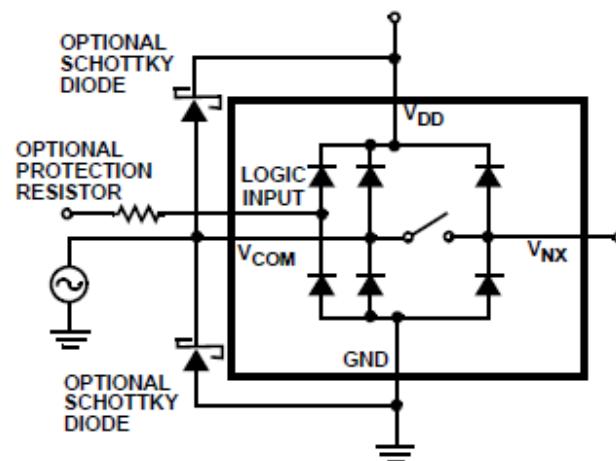 OPTIONAL
SCHOTTKY
DIODE
VDD
OPTIONAL
PROTECTION
RESISTOR
LOGIC
INPUT
VCOM
VNX
GND
OPTIONAL
SCHOTTKY
DIODE